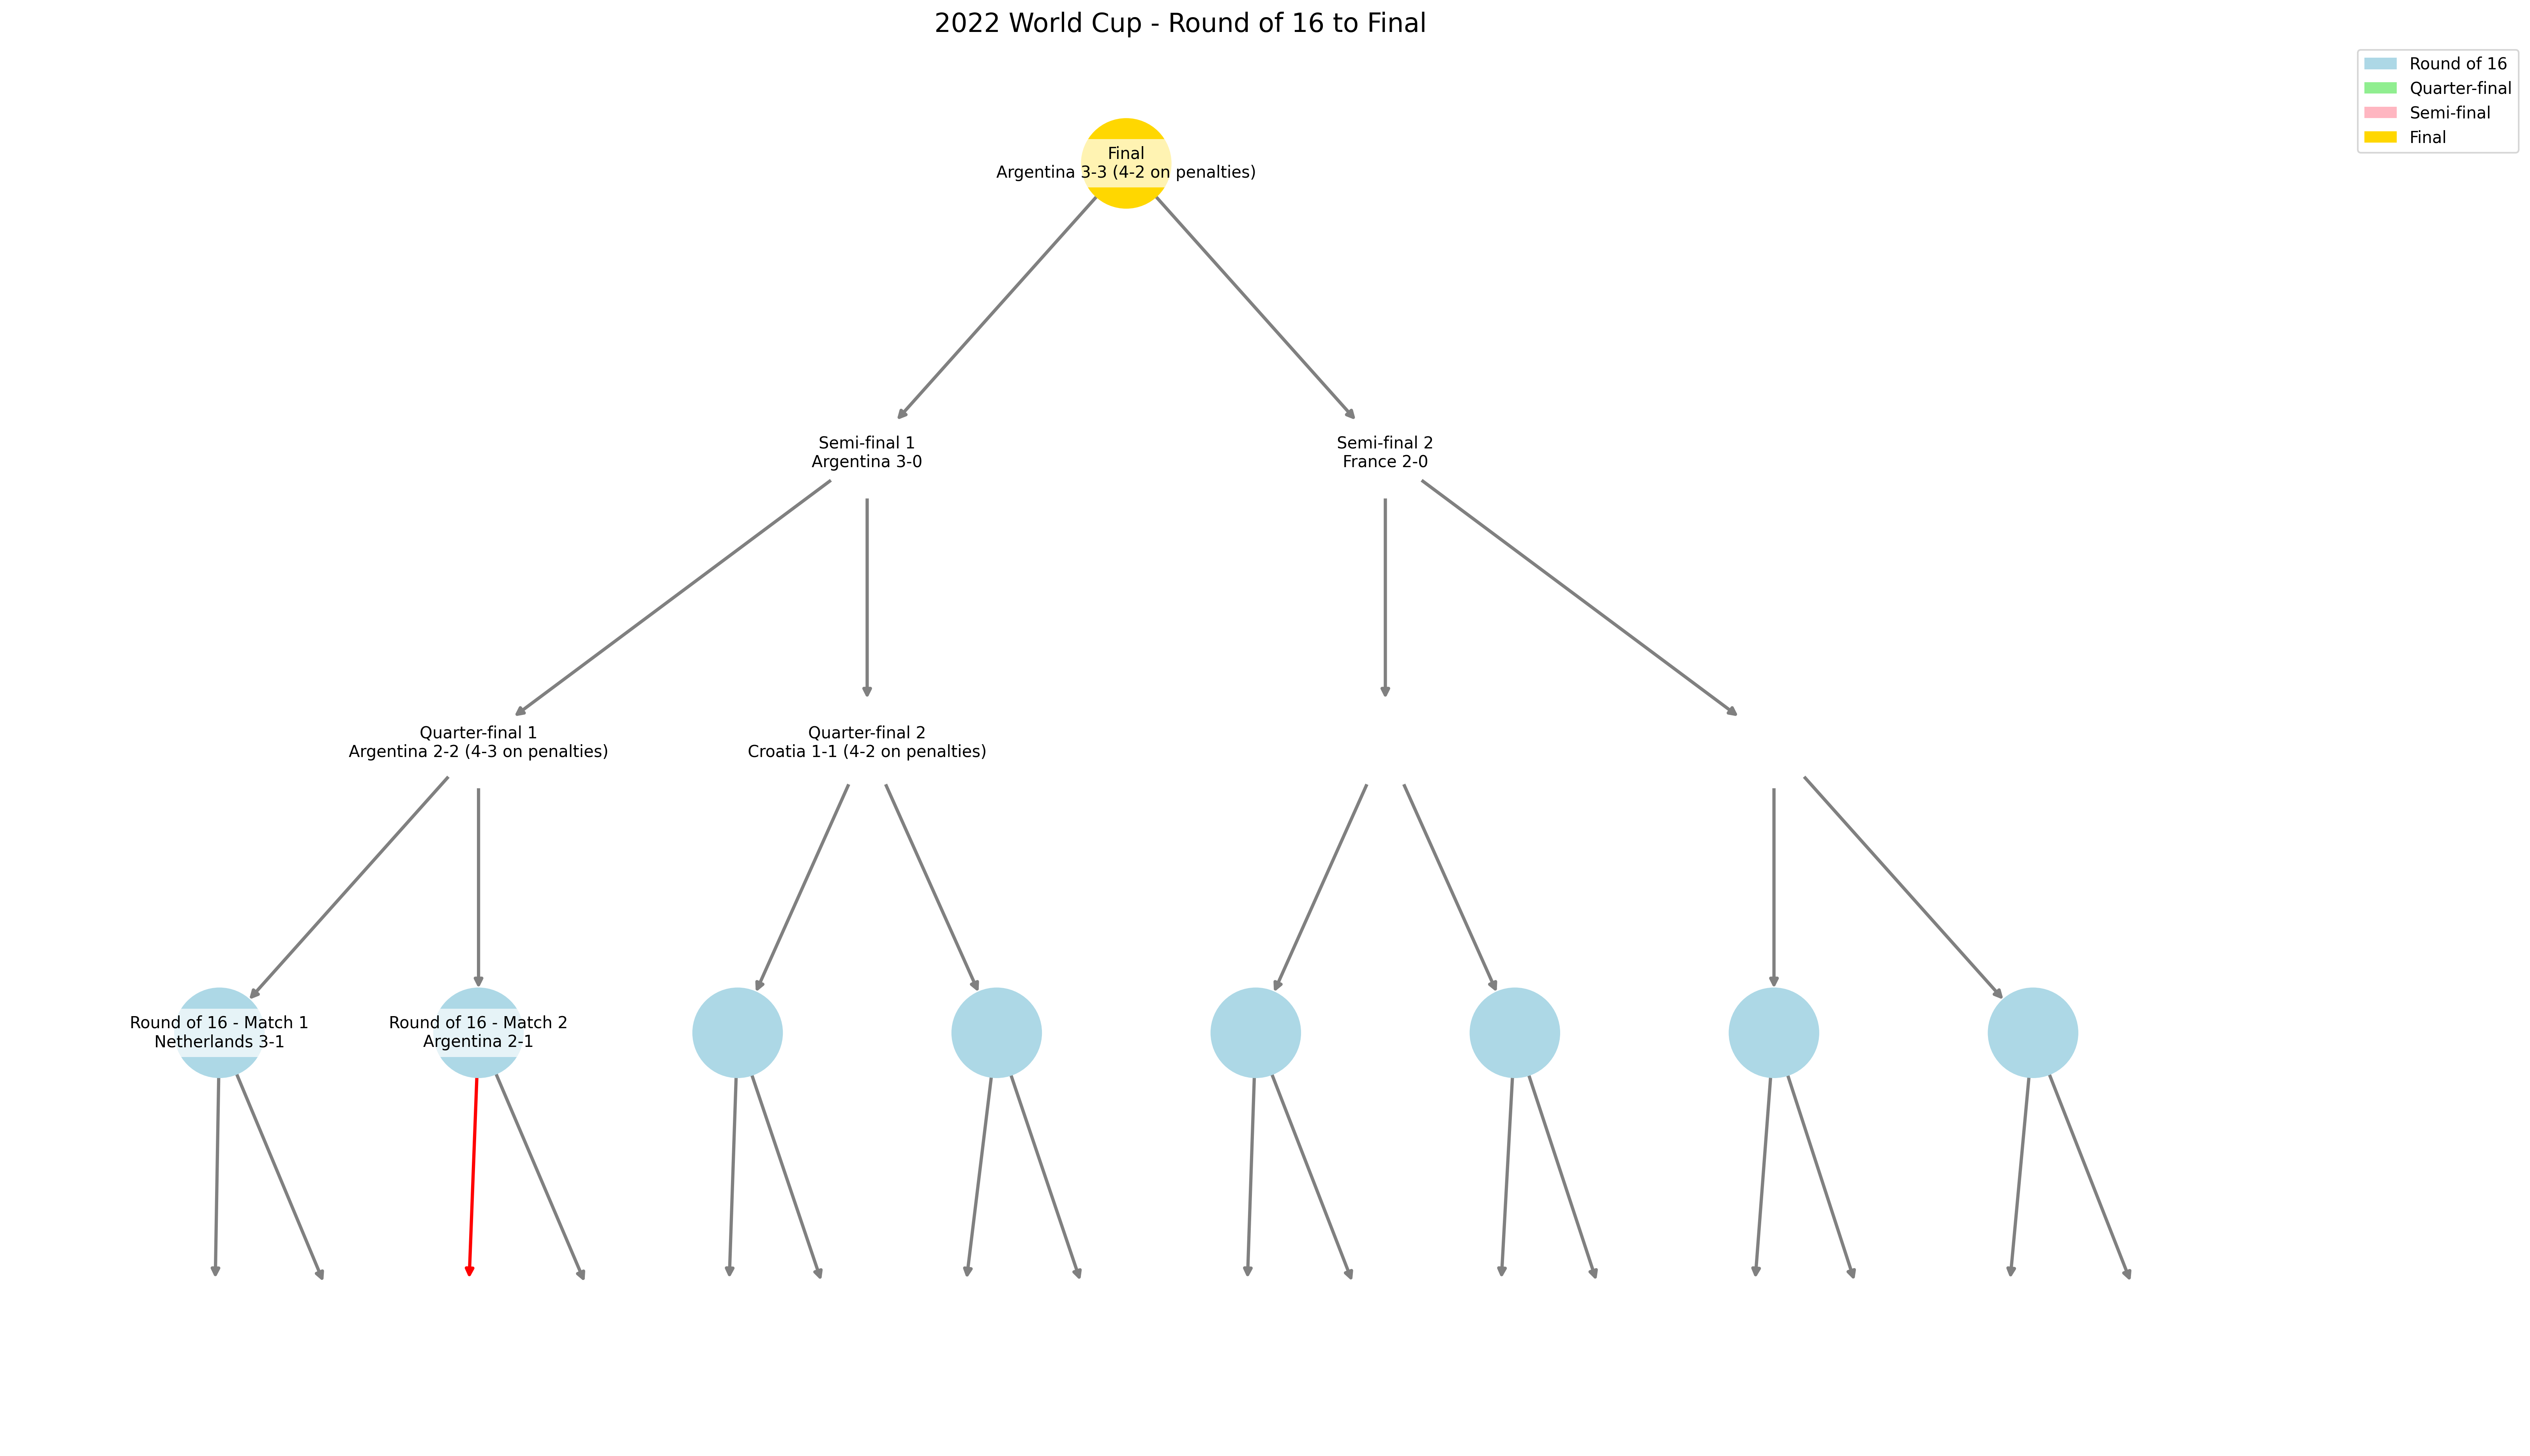 2022 World Cup - Round of 16 to Final
Round of 16
Quarter-final
Semi-final
Final
Final
Argentina 3-3 (4-2 on penalties)
Semi-final 1
Argentina 3-0
Semi-final 2
France 2-0
Quarter-final 1
Argentina 2-2 (4-3 on penalties)
Quarter-final 2
Croatia 1-1 (4-2 on penalties)
Round of 16 - Match 1
Netherlands 3-1
Round of 16 - Match 2
Argentina 2-1